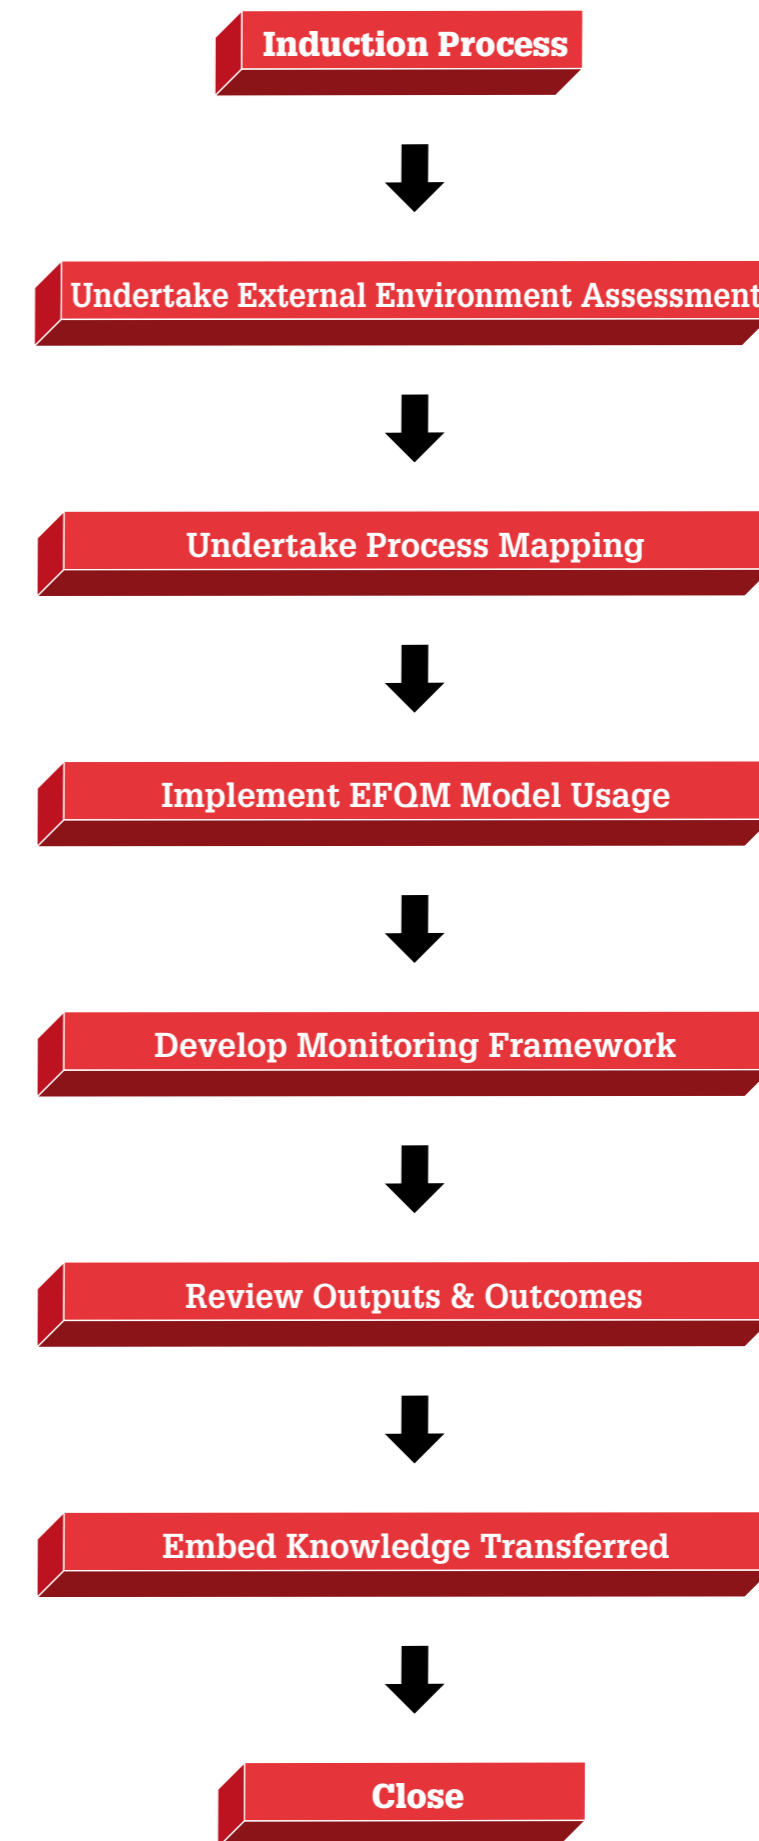 Induction Process
Undertake External Environment Assessment
Undertake Process Mapping
Implement EFQM Model Usage
Develop Monitoring Framework
Review Outputs & Outcomes
Embed Knowledge Transferred
Close